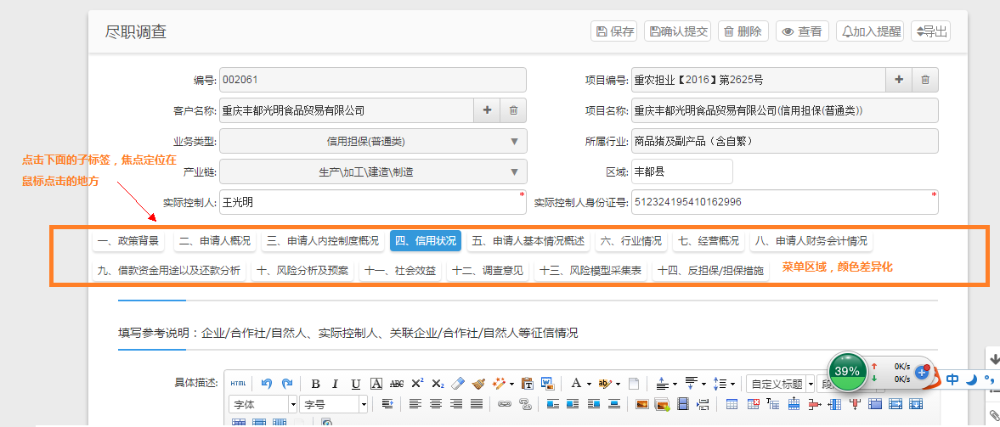 尽职调查 保存 确认提交 删除 查看 加入提醒 导出
编号: 002061 项目编号: 重农担业【2016】第2625号
客户名称: 重庆丰都光明食品贸易有限公司 项目名称: 重庆丰都光明食品贸易有限公司(信用担保(普通类))
业务类型: 信用担保(普通类) 所属行业: 商品猪及副产品（含自繁）
点击下面的子标签，焦点定位在
鼠标点击的地方
产业链: 生产\加工\建造\制造 区域: 丰都县
实际控制人: 王光明 * 实际控制人身份证号: 512324195410162996 *
一、政策背景 二、申请人概况 三、申请人内控制度概况 四、信用状况 五、申请人基本情况概述 六、行业情况 七、经营概况 八、申请人财务会计情况
九、借款资金用途以及还款分析 十、风险分析及预案 十一、社会效益 十二、调查意见 十三、风险模型采集表 十四、反担保/担保措施 菜单区域，颜色差异化
填写参考说明：企业/合作社/自然人、实际控制人、关联企业/合作社/自然人等征信情况
39% 0K/s
0K/s
中
具体描述: HTML B I U A ABC X² X₂ A ab 自定义标题 段
字体 字号